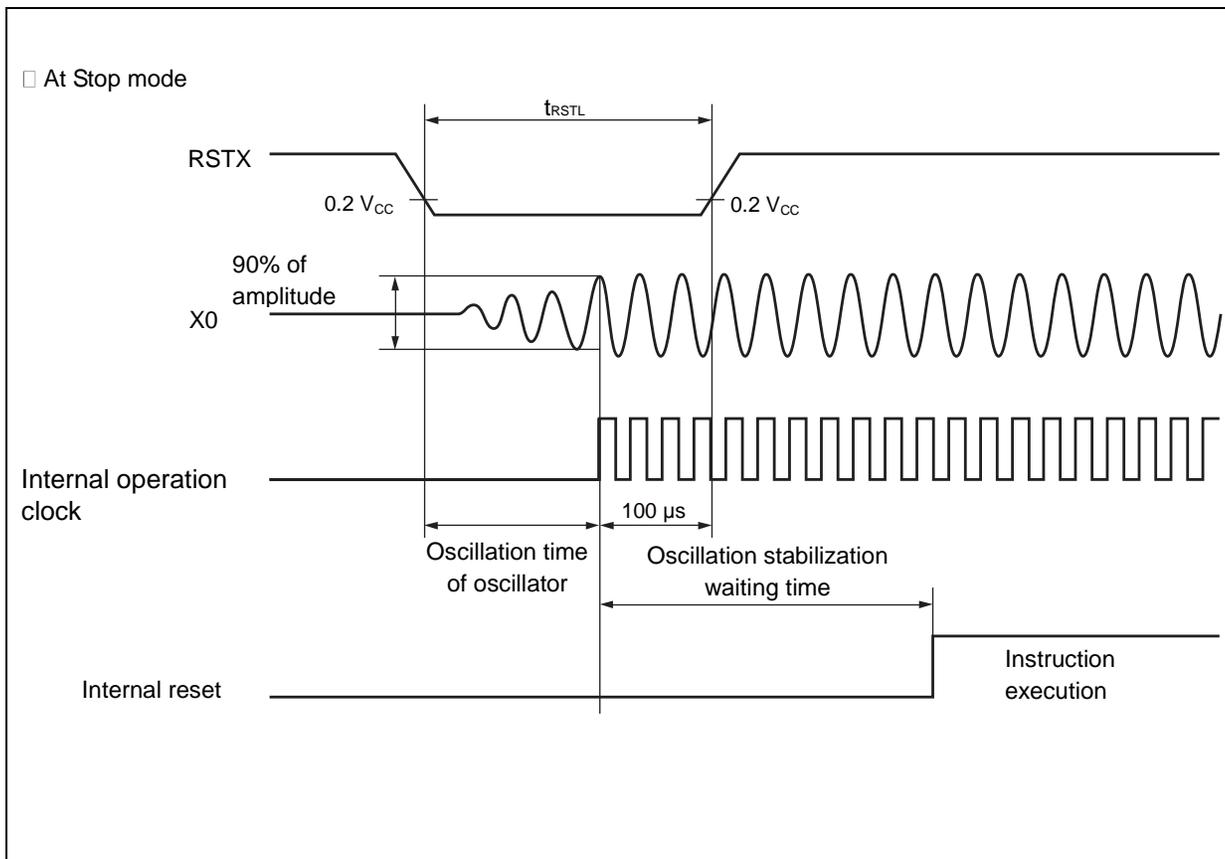 □ At Stop mode
tRSTL
RSTX
0.2 VCC
0.2 VCC
90% of
amplitude
X0
Internal operation
clock
100 µs
Oscillation time
of oscillator
Oscillation stabilization
waiting time
Internal reset
Instruction
execution